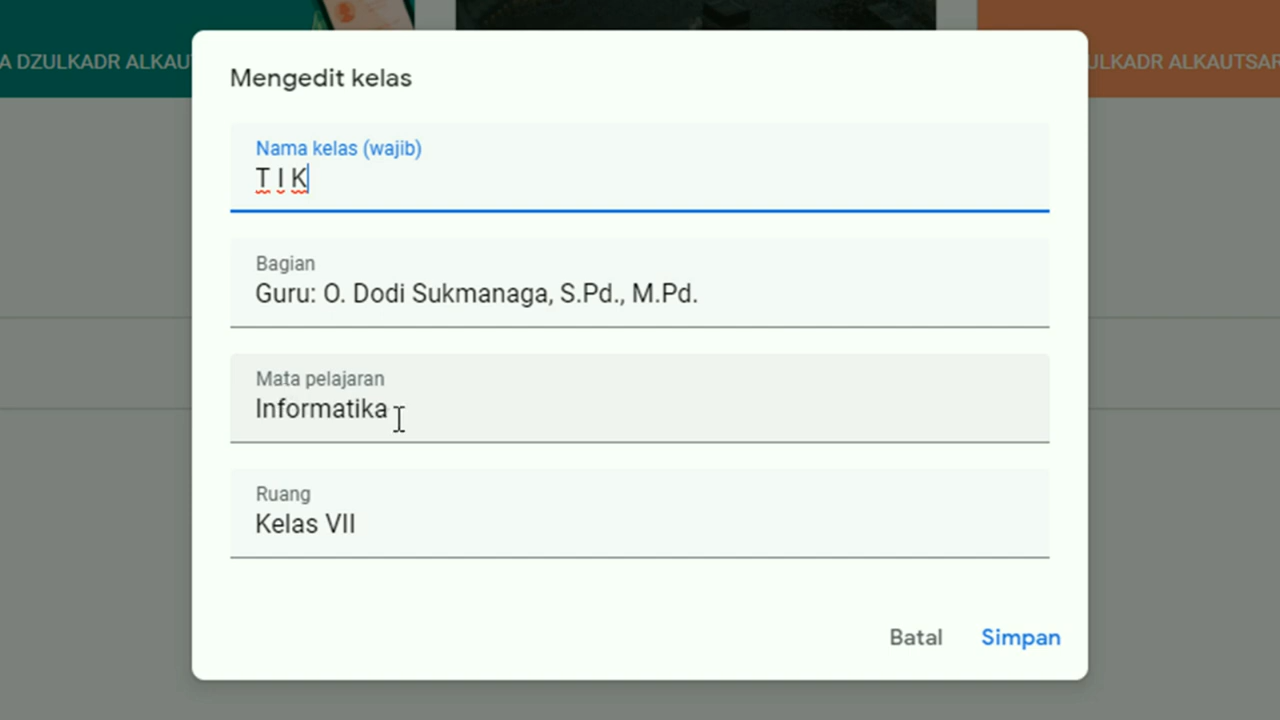 A DZULKADR ALKAU
ULKADR ALKAUTSAR
Mengedit kelas
Nama kelas (wajib)
T I K
Bagian
Guru: O. Dodi Sukmanaga, S.Pd., M.Pd.
Mata pelajaran
Informatika
Ruang
Kelas VII
Batal
Simpan